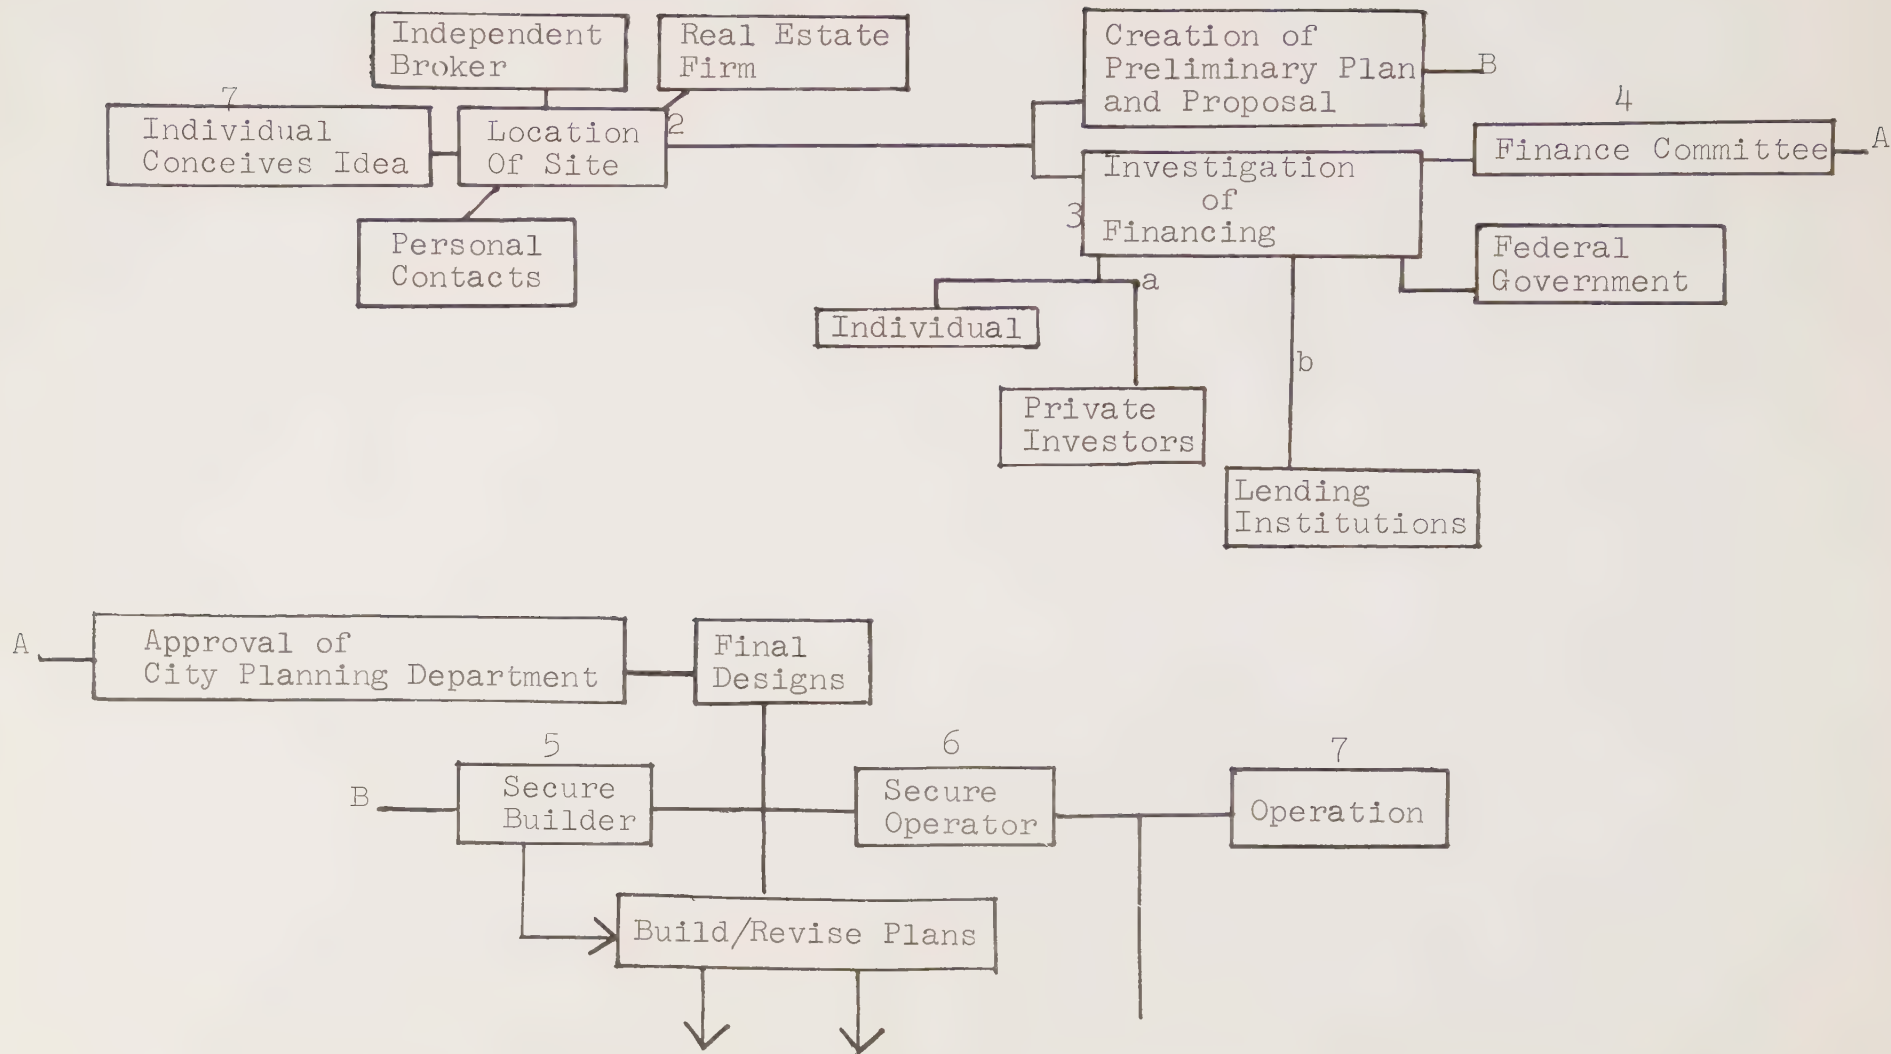 Independent
Broker
Real Estate
Firm
7
Individual
Conceives Idea
Location
Of Site
2
Personal
Contacts
Creation of
Preliminary Plan
and Proposal
B
4
Finance Committee
A
3
Investigation
of
Financing
Federal
Government
a
Individual
b
Private
Investors
Lending
Institutions
A
Approval of
City Planning Department
Final
Designs
B
5
Secure
Builder
6
Secure
Operator
7
Operation
Build/Revise Plans